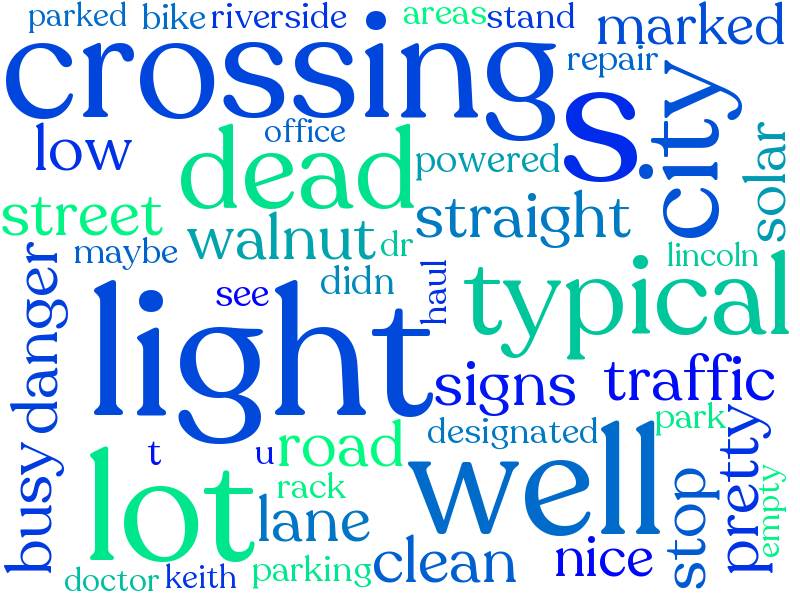 parked bike riverside areas stand marked
crossing repair s city
low office dead powered solar
street walnut dr straight
maybe didn lincoln
see haul typical
danger light
signs traffic
busy t u road designated park pretty
lot rack well empty
lane stop
doctor keith parking clean nice